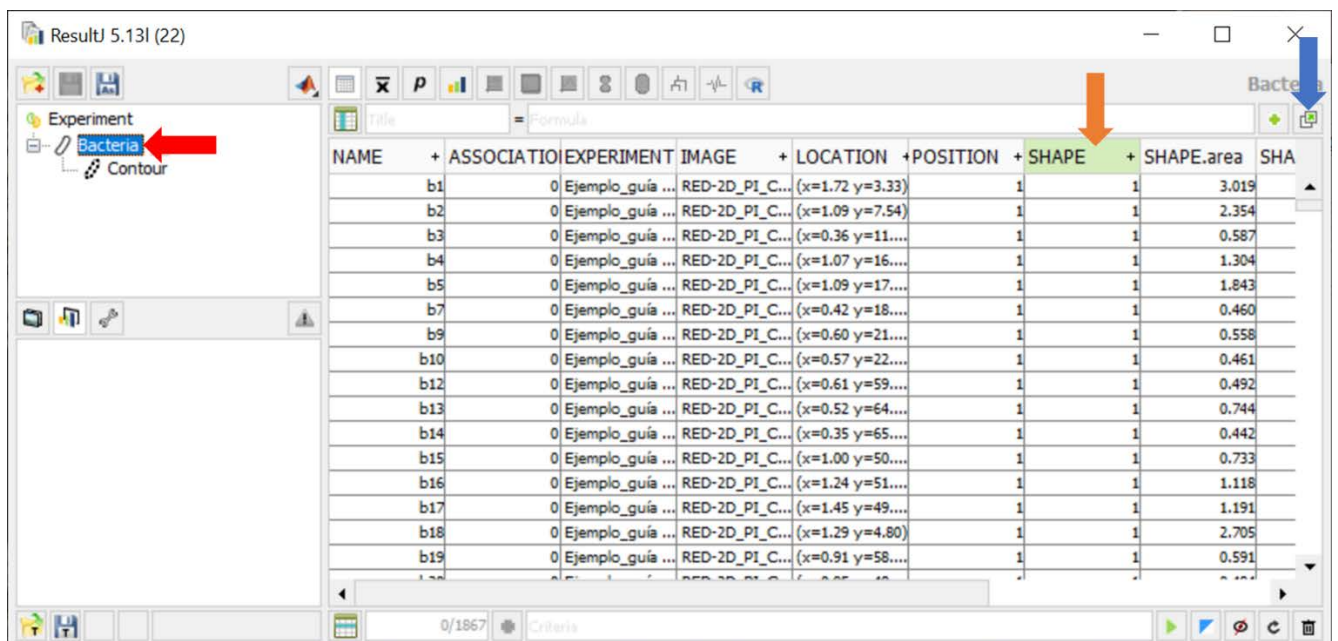 ResultJ 5.13l (22)
Bacteria
Experiment
Title = Formula
Bacteria
Contour
NAME + ASSOCIATIO EXPERIMENT IMAGE + LOCATION + POSITION + SHAPE + SHAPE.area SHA
b1 0 Ejemplo_guía ... RED-2D_PI_C... (x=1.72 y=3.33) 1 1 3.019
b2 0 Ejemplo_guía ... RED-2D_PI_C... (x=1.09 y=7.54) 1 1 2.354
b3 0 Ejemplo_guía ... RED-2D_PI_C... (x=0.36 y=11.... 1 1 0.587
b4 0 Ejemplo_guía ... RED-2D_PI_C... (x=1.07 y=16.... 1 1 1.304
b5 0 Ejemplo_guía ... RED-2D_PI_C... (x=1.09 y=17.... 1 1 1.843
b7 0 Ejemplo_guía ... RED-2D_PI_C... (x=0.42 y=18.... 1 1 0.460
b9 0 Ejemplo_guía ... RED-2D_PI_C... (x=0.60 y=21.... 1 1 0.558
b10 0 Ejemplo_guía ... RED-2D_PI_C... (x=0.57 y=22.... 1 1 0.461
b12 0 Ejemplo_guía ... RED-2D_PI_C... (x=0.61 y=59.... 1 1 0.492
b13 0 Ejemplo_guía ... RED-2D_PI_C... (x=0.52 y=64.... 1 1 0.744
b14 0 Ejemplo_guía ... RED-2D_PI_C... (x=0.35 y=65.... 1 1 0.442
b15 0 Ejemplo_guía ... RED-2D_PI_C... (x=1.00 y=50.... 1 1 0.733
b16 0 Ejemplo_guía ... RED-2D_PI_C... (x=1.24 y=51.... 1 1 1.118
b17 0 Ejemplo_guía ... RED-2D_PI_C... (x=1.45 y=49.... 1 1 1.191
b18 0 Ejemplo_guía ... RED-2D_PI_C... (x=1.29 y=4.80) 1 1 2.705
b19 0 Ejemplo_guía ... RED-2D_PI_C... (x=0.91 y=58.... 1 1 0.591
0/1867 Criteria